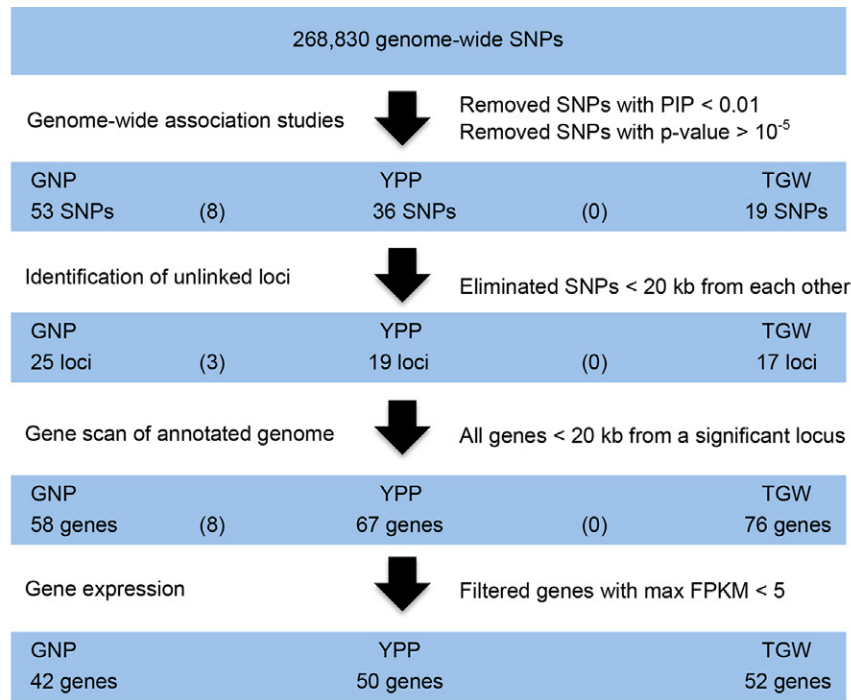 268,830 genome-wide SNPs
Genome-wide association studies
Removed SNPs with PIP < 0.01
Removed SNPs with p-value > 10⁻⁵
GNP YPP TGW
53 SNPs (8) 36 SNPs (0) 19 SNPs
Identification of unlinked loci
Eliminated SNPs < 20 kb from each other
GNP YPP TGW
25 loci (3) 19 loci (0) 17 loci
Gene scan of annotated genome
All genes < 20 kb from a significant locus
GNP YPP TGW
58 genes (8) 67 genes (0) 76 genes
Gene expression
Filtered genes with max FPKM < 5
GNP YPP TGW
42 genes 50 genes 52 genes